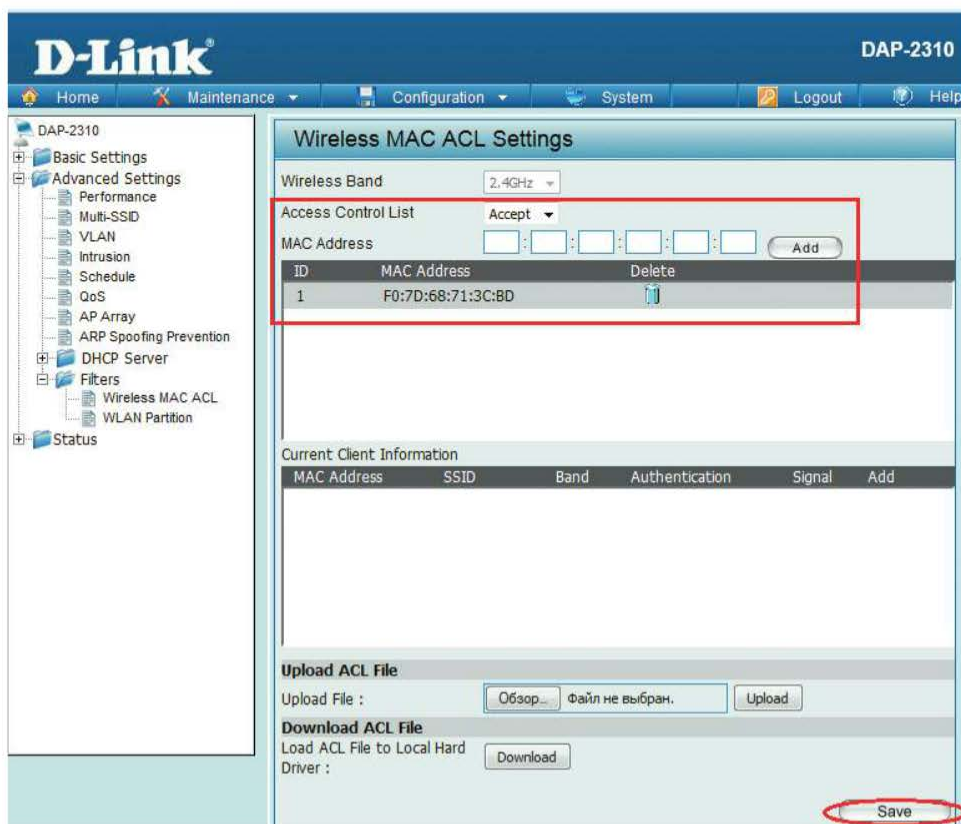 D-Link
DAP-2310
Home Maintenance Configuration System Logout Help
DAP-2310
Basic Settings
Advanced Settings
Performance
Multi-SSID
VLAN
Intrusion
Schedule
QoS
AP Array
ARP Spoofing Prevention
DHCP Server
Filters
Wireless MAC ACL
WLAN Partition
Status
Wireless MAC ACL Settings
Wireless Band 2.4GHz
Access Control List Accept
MAC Address : : : : : Add
ID MAC Address Delete
1 F0:7D:68:71:3C:BD
Current Client Information
MAC Address SSID Band Authentication Signal Add
Upload ACL File
Upload File : Обзор... Файл не выбран. Upload
Download ACL File
Load ACL File to Local Hard
Driver : Download
Save